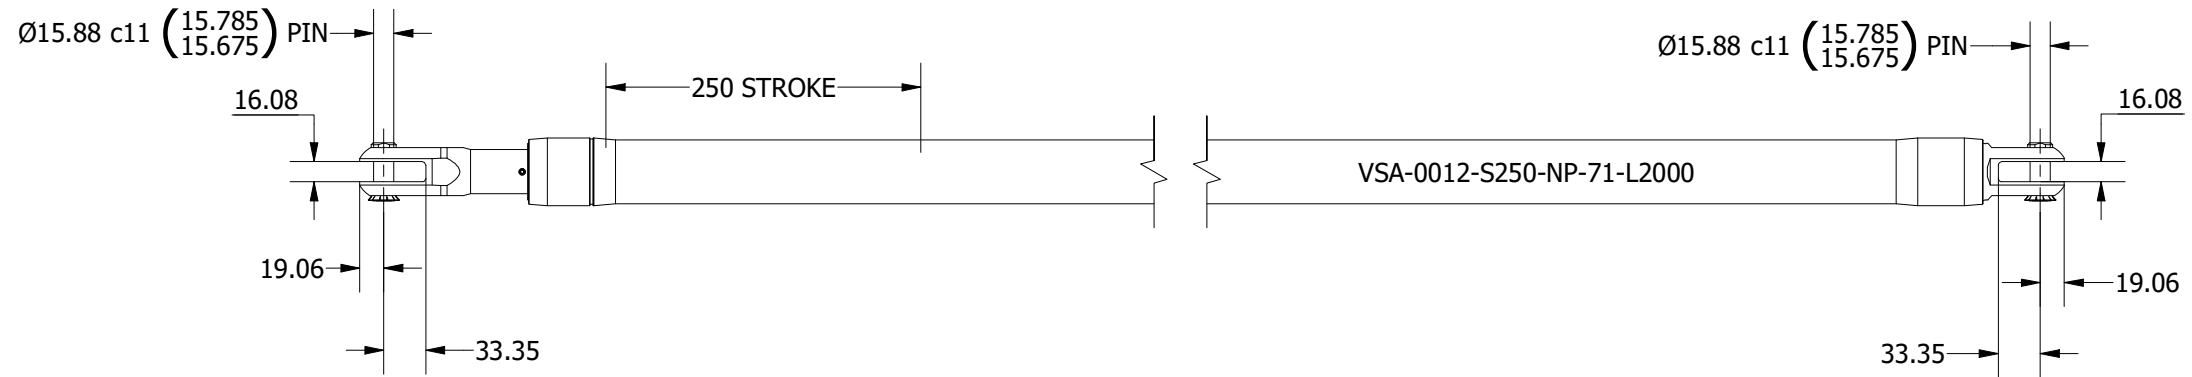 Ø15.88 c11 (15.785
15.675) PIN
Ø15.88 c11 (15.785
15.675) PIN
250 STROKE
16.08
16.08
VSA-0012-S250-NP-71-L2000
19.06
19.06
33.35
33.35